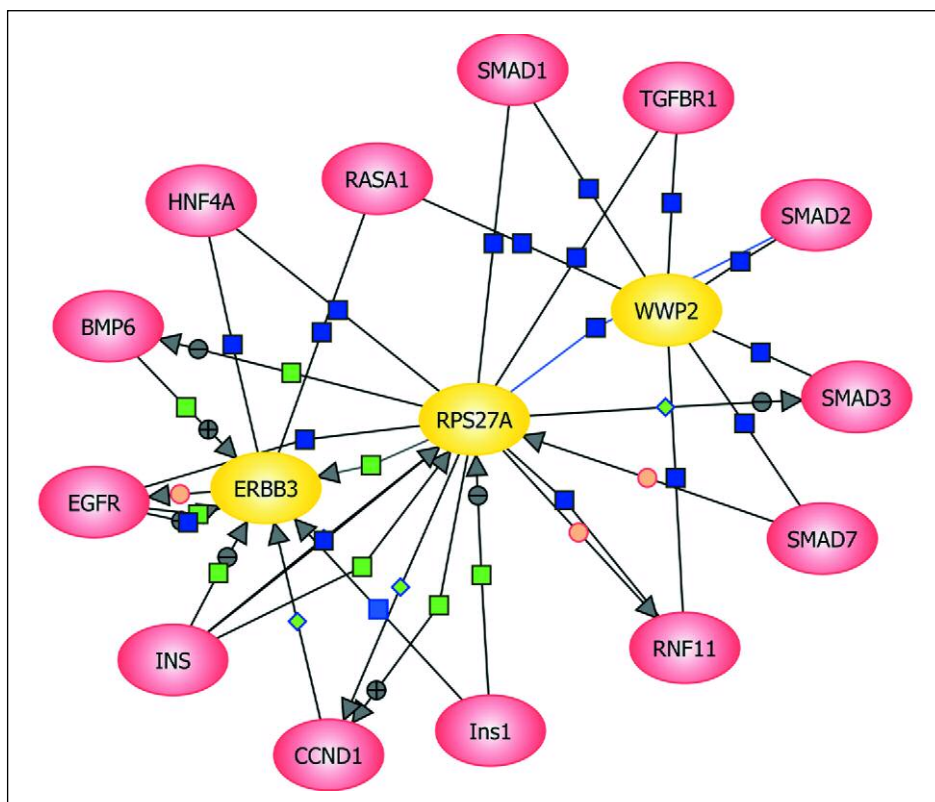 SMAD1
TGFBR1
RASA1
HNF4A
SMAD2
WWP2
BMP6
SMAD3
RPS27A
ERBB3
EGFR
SMAD7
RNF11
INS
Ins1
CCND1